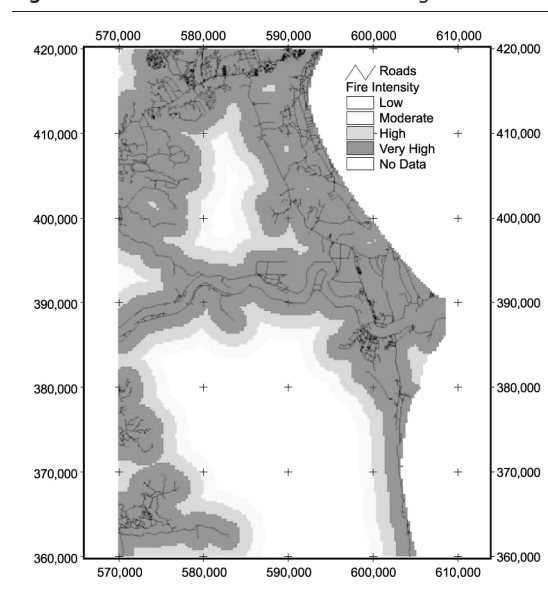 570,000 580,000 590,000 600,000 610,000
420,000 420,000
Roads
Fire Intensity
Low
Moderate
High
Very High
No Data
410,000 410,000
400,000 400,000
390,000 390,000
380,000 380,000
370,000 370,000
360,000 360,000
570,000 580,000 590,000 600,000 610,000